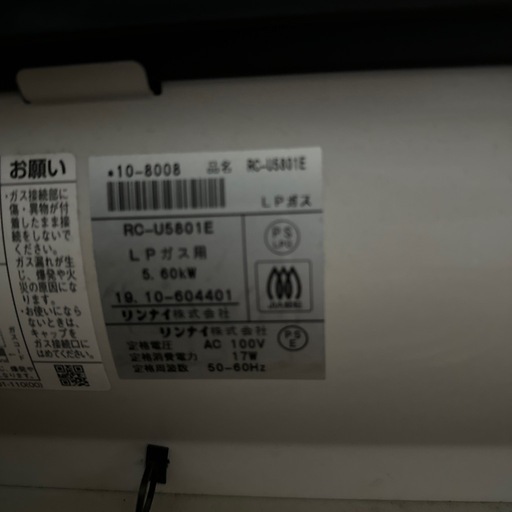 お願い
・ガス接続部に
傷・異物が付
着したまま接
続をしないで
ください。
ガス漏れが生
じ、爆発や火
災の原因にな
ります。
・お使いになら
ないときは、
キャップを
ガス接続口に
はめてください。
ガスコード
*10-8008 品名 RC-U5801E
LPガス
RC-U5801E
LPガス用
5.60kW
19.10-604401
リンナイ株式会社
PS
LPG
リンナイ株式会社
定格電圧 AC 100V
定格消費電力 17W
定格周波数 50-60Hz
PS
E